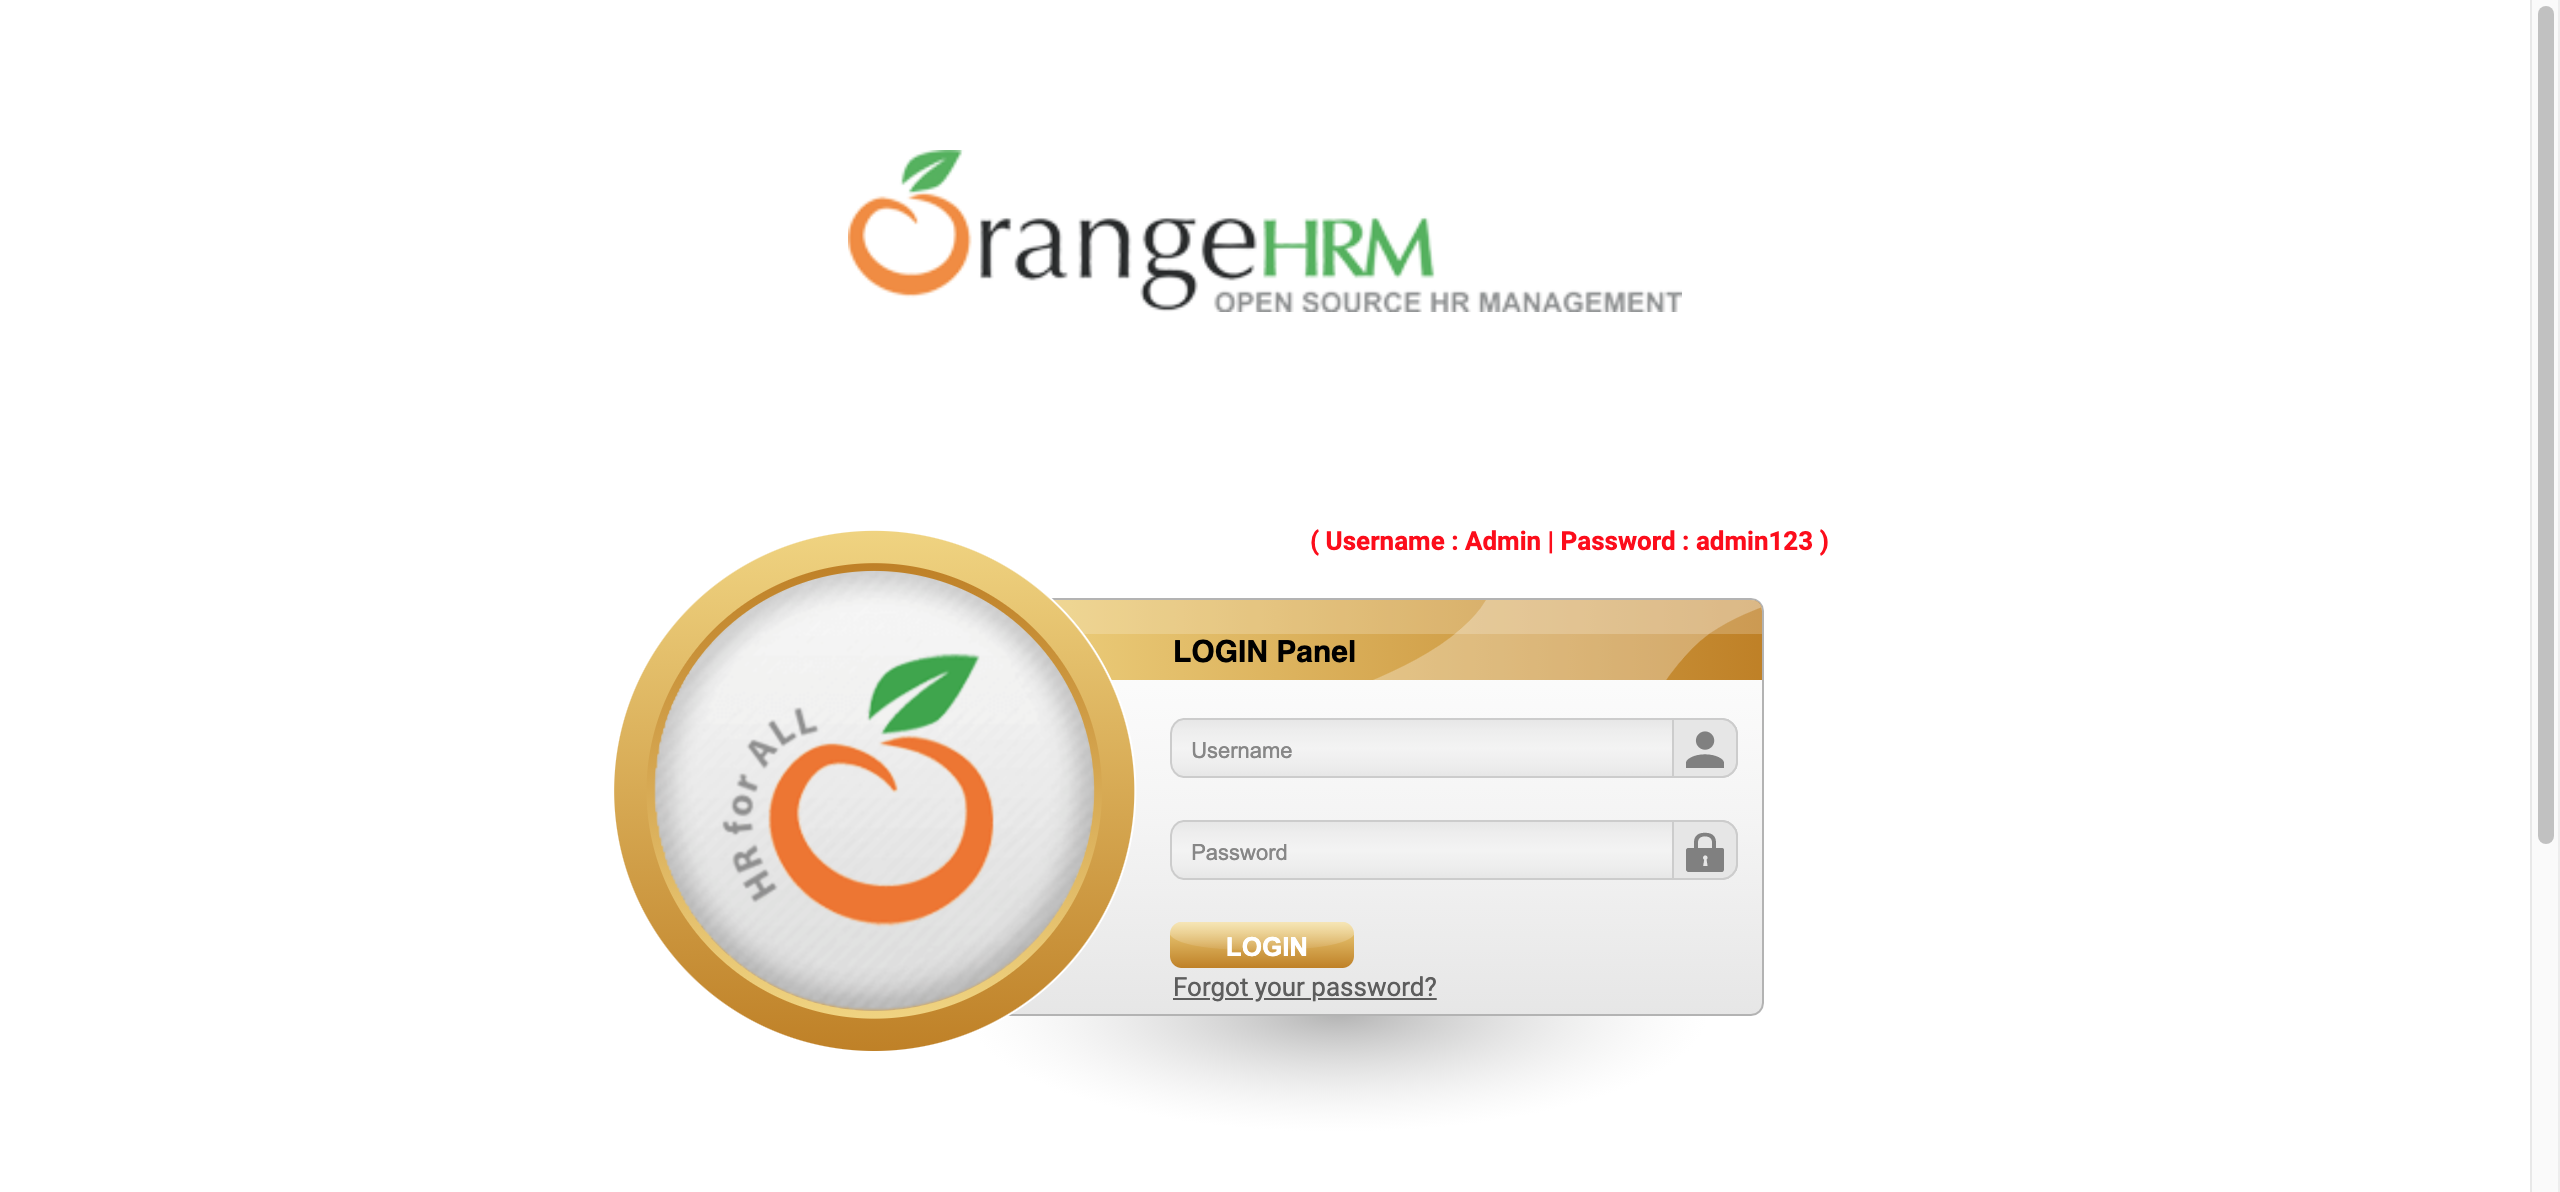 OrangeHRM
OPEN SOURCE HR MANAGEMENT
( Username : Admin | Password : admin123 )
HR for ALL
LOGIN Panel
Username
Password
LOGIN
Forgot your password?